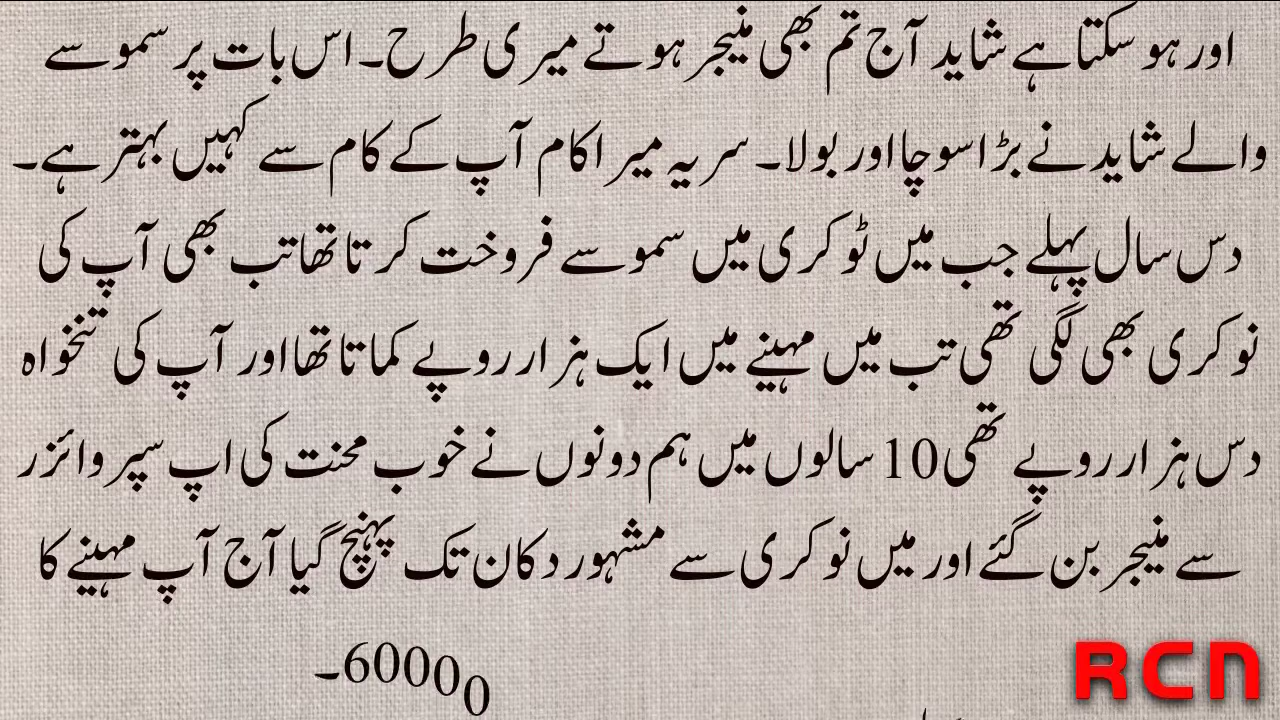 اور ہو سکتا ہے شاید آج تم بھی منیجر ہوتے میری طرح۔ اس بات پر سموسے
والے شاید نے بڑا سوچا اور بولا۔ سر یہ میرا کام آپ کے کام سے کہیں بہتر ہے۔
دس سال پہلے جب میں ٹوکری میں سموسے فروخت کرتا تھا تب بھی آپ کی
نوکری بھی لگی تھی تب میں مہینے میں ایک ہزار روپے کماتا تھا اور آپ کی تنخواہ
دس ہزار روپے تھی 10 سالوں میں ہم دونوں نے خوب محنت کی اپ سپروائزر
سے منیجر بن گئے اور میں نوکری سے مشہور دکان تک پہنچ گیا آج آپ مہینے کا
60000۔
RCN